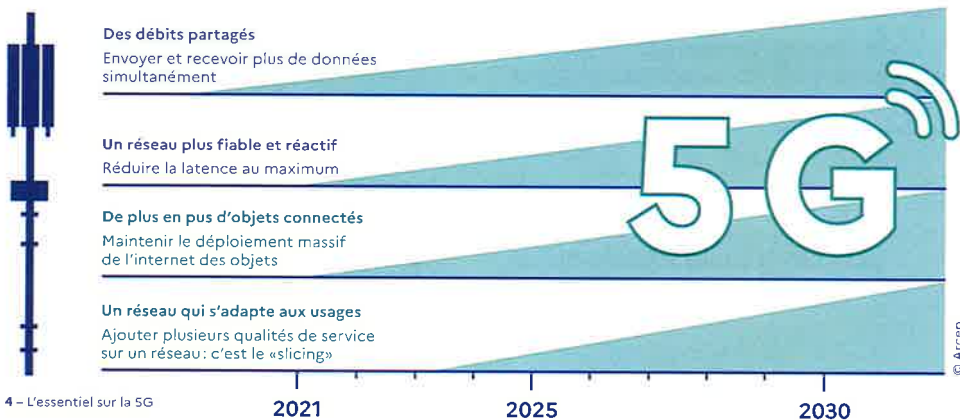 Des débits partagés
Envoyer et recevoir plus de données
simultanément
Un réseau plus fiable et réactif
Réduire la latence au maximum
De plus en pus d'objets connectés
Maintenir le déploiement massif
de l'internet des objets
Un réseau qui s'adapte aux usages
Ajouter plusieurs qualités de service
sur un réseau : c'est le «slicing»
5G
© Arcep
4 – L'essentiel sur la 5G
2021
2025
2030